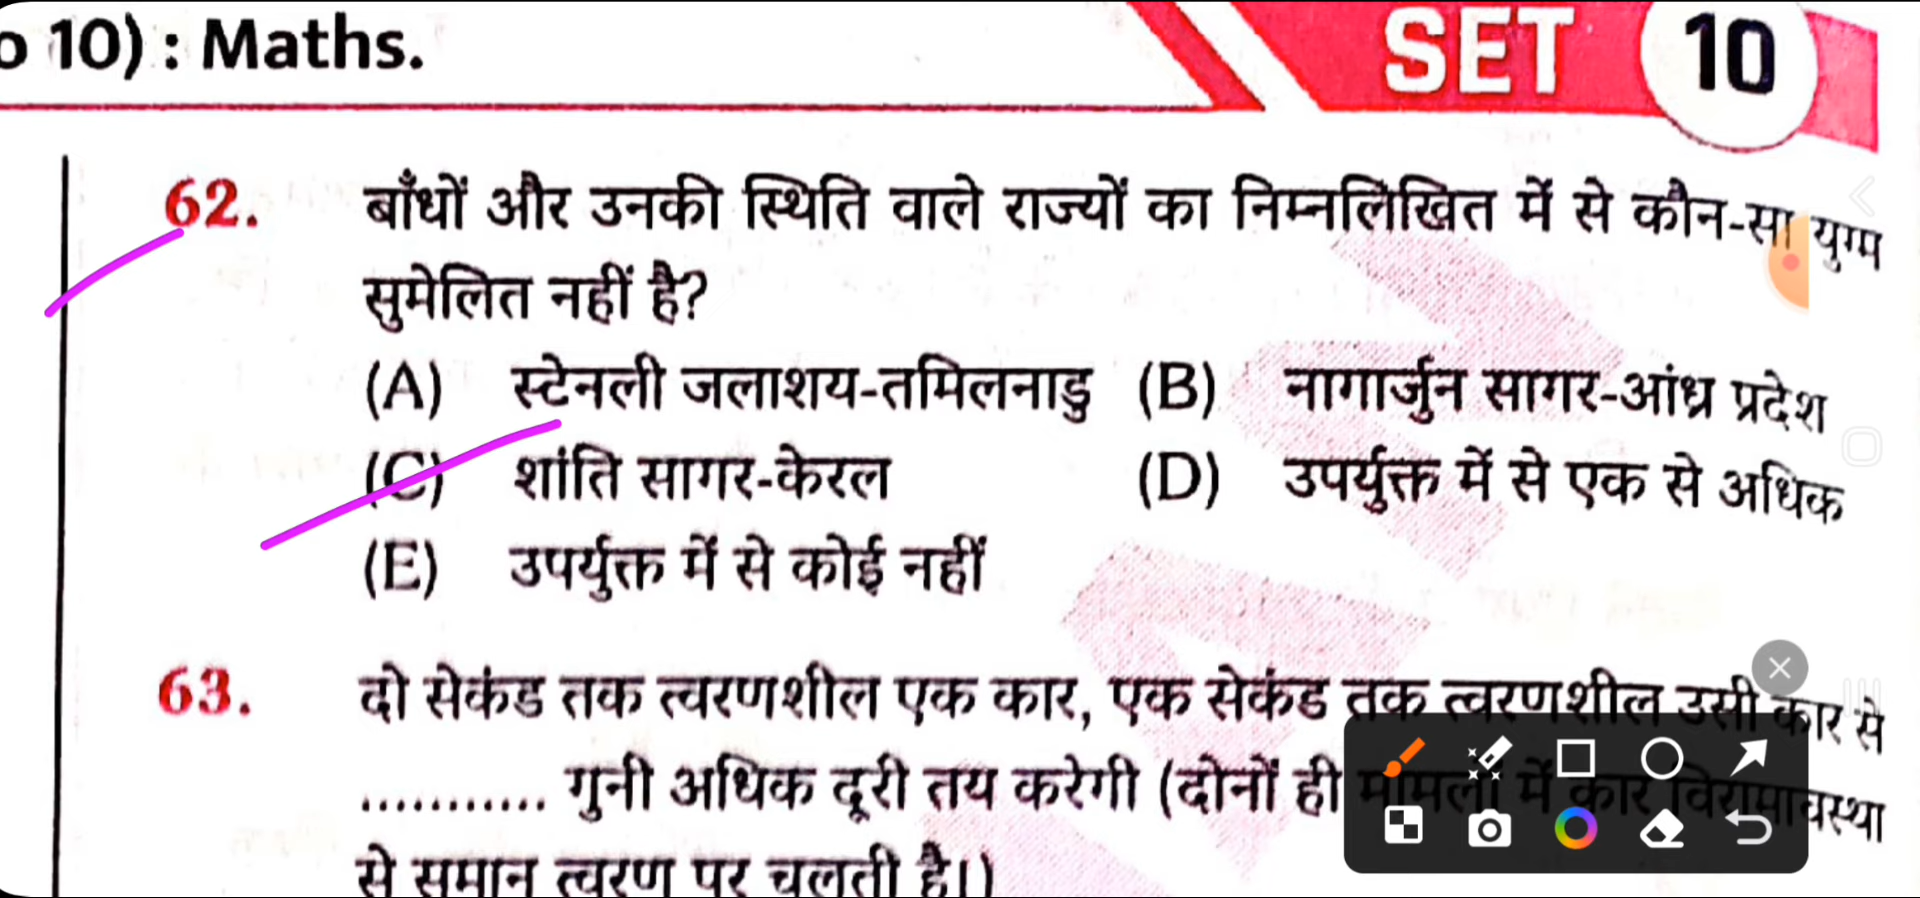 o 10) : Maths.
SET 10
62. बाँधों और उनकी स्थिति वाले राज्यों का निम्नलिखित में से कौन-सा युग्म
सुमेलित नहीं है?
(A) स्टेनली जलाशय-तमिलनाडु (B) नागार्जुन सागर-आंध्र प्रदेश
(C) शांति सागर-केरल (D) उपर्युक्त में से एक से अधिक
(E) उपर्युक्त में से कोई नहीं
63. दो सेकंड तक त्वरणशील एक कार, एक सेकंड तक त्वरणशील उसी कार से
............ गुनी अधिक दूरी तय करेगी (दोनों ही मामलों में कार विरामावस्था
से समान त्वरण पर चलती है।)